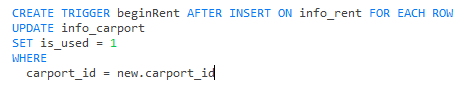 CREATE TRIGGER beginRent AFTER INSERT ON info_rent FOR EACH ROW
UPDATE info_carport
SET is_used = 1
WHERE
  carport_id = new.carport_id